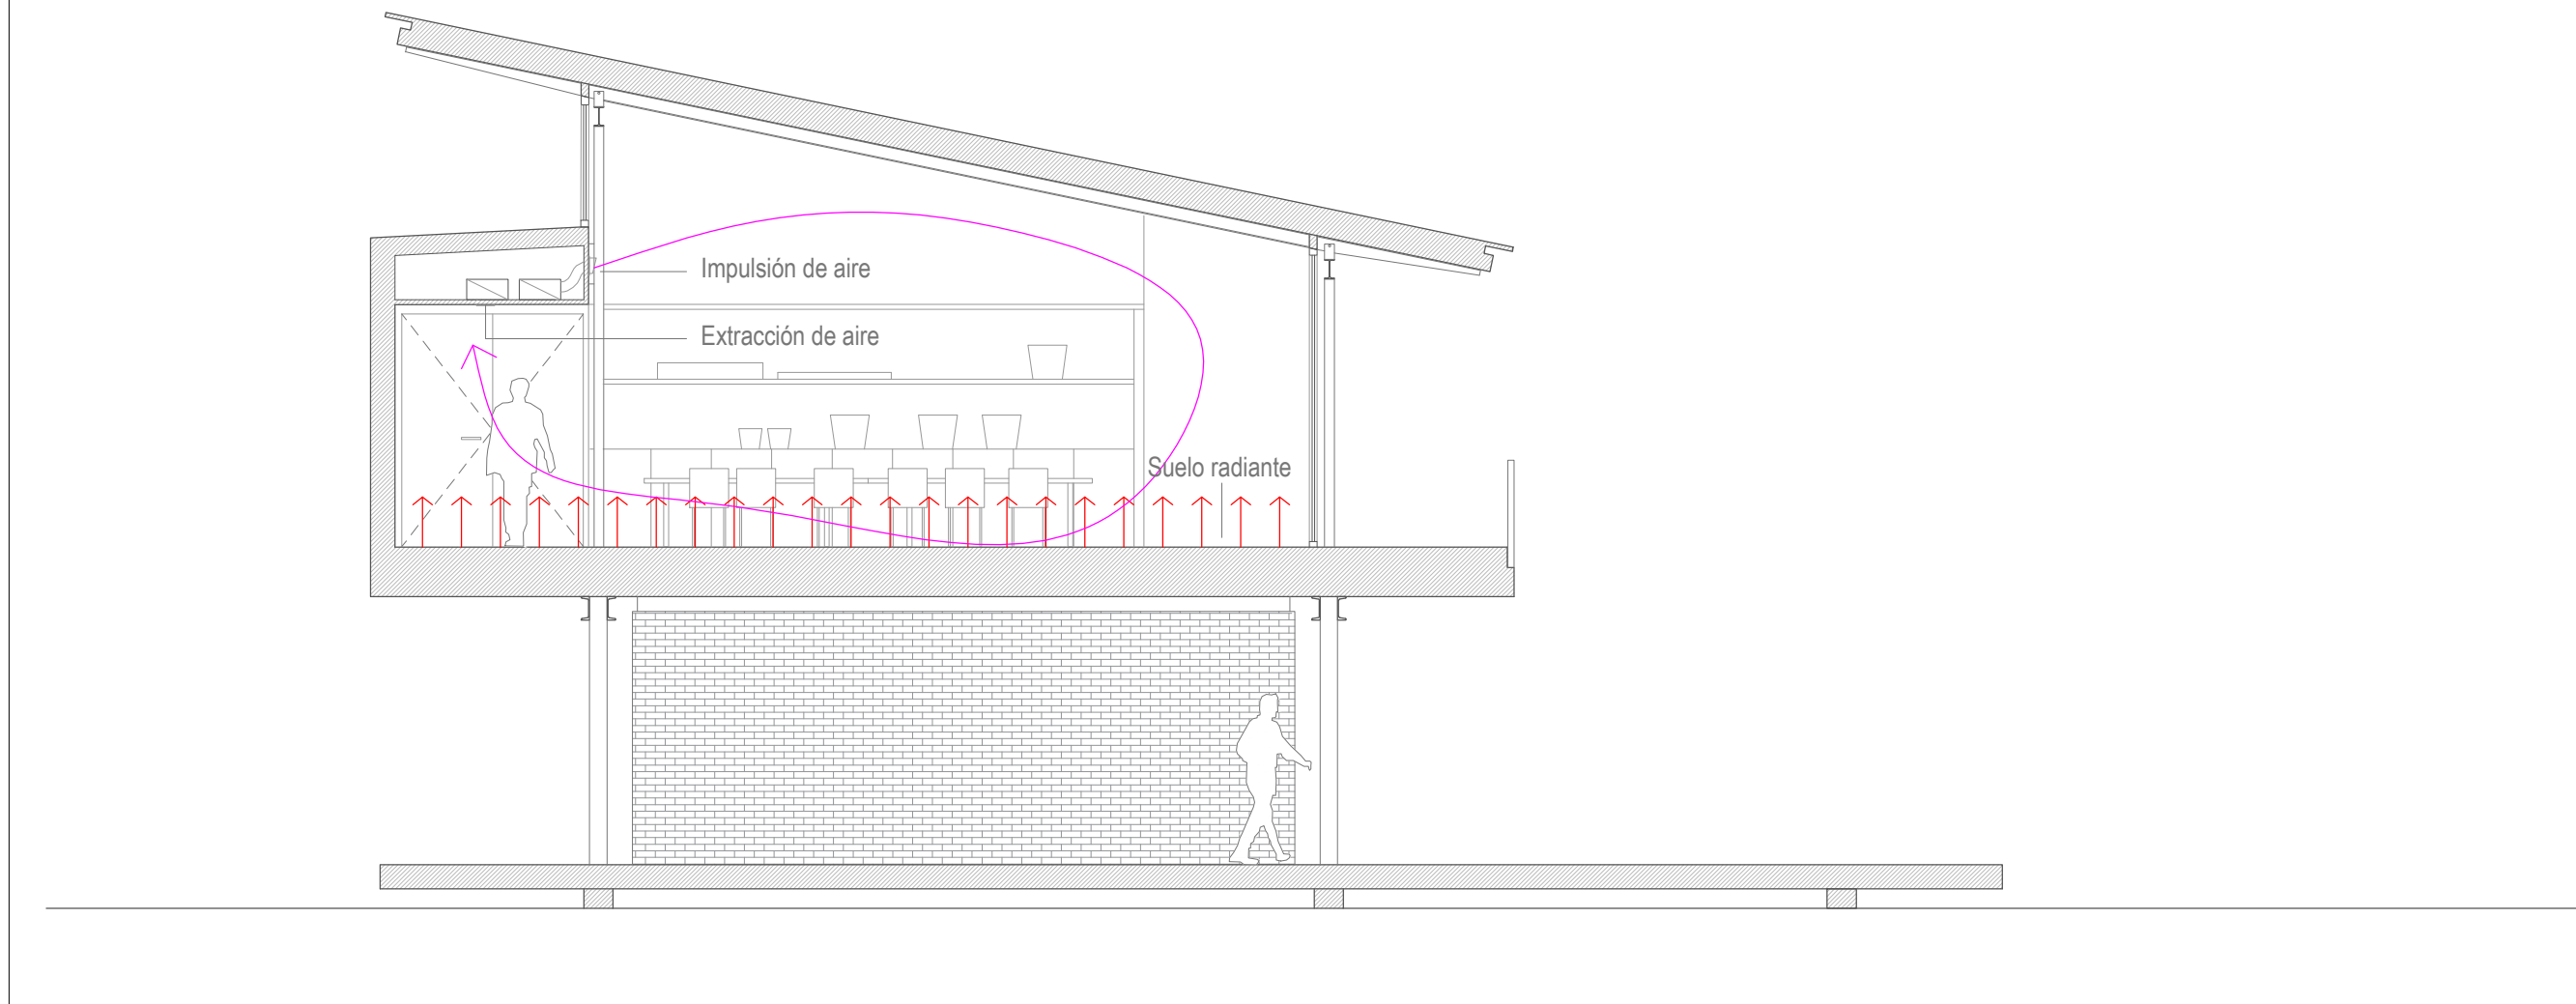 Impulsión de aire
Extracción de aire
Suelo radiante